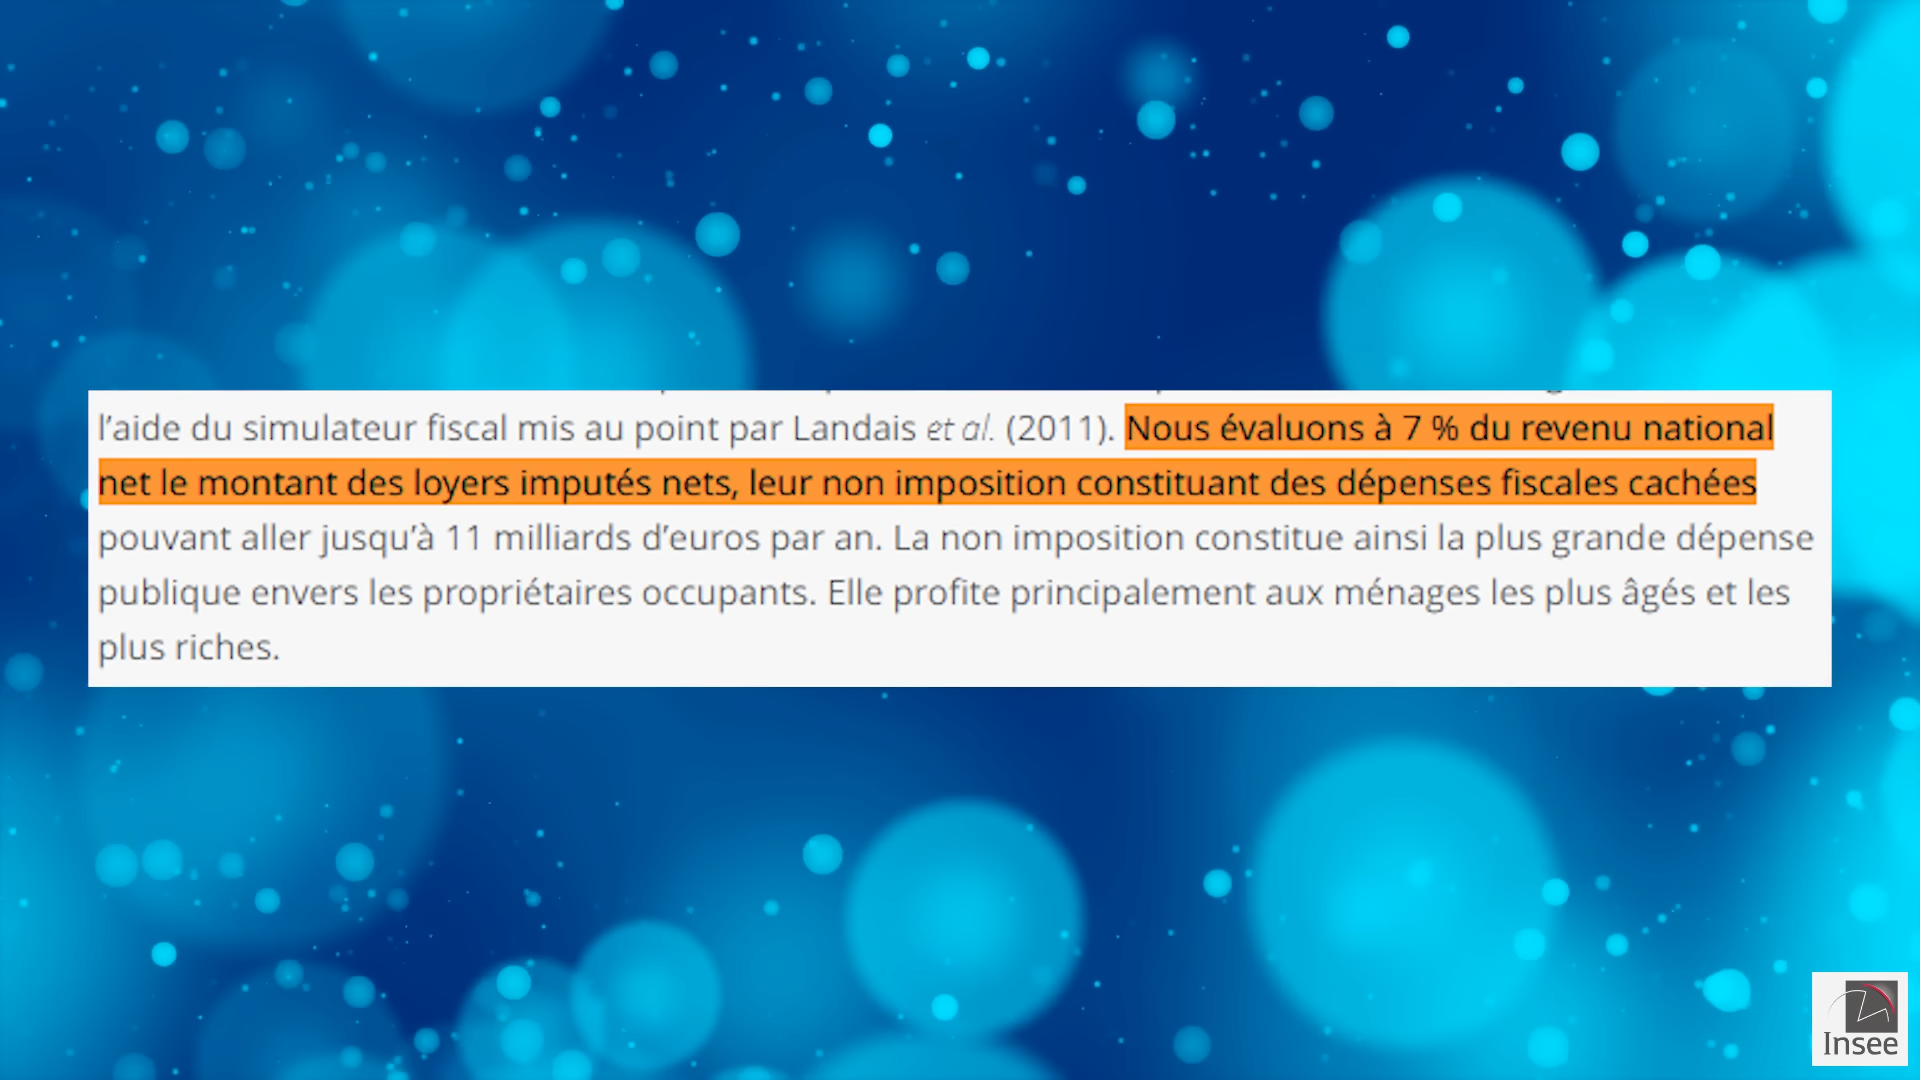 l’aide du simulateur fiscal mis au point par Landais et al. (2011). Nous évaluons à 7 % du revenu national
net le montant des loyers imputés nets, leur non imposition constituant des dépenses fiscales cachées
pouvant aller jusqu’à 11 milliards d’euros par an. La non imposition constitue ainsi la plus grande dépense
publique envers les propriétaires occupants. Elle profite principalement aux ménages les plus âgés et les
plus riches.
Insee